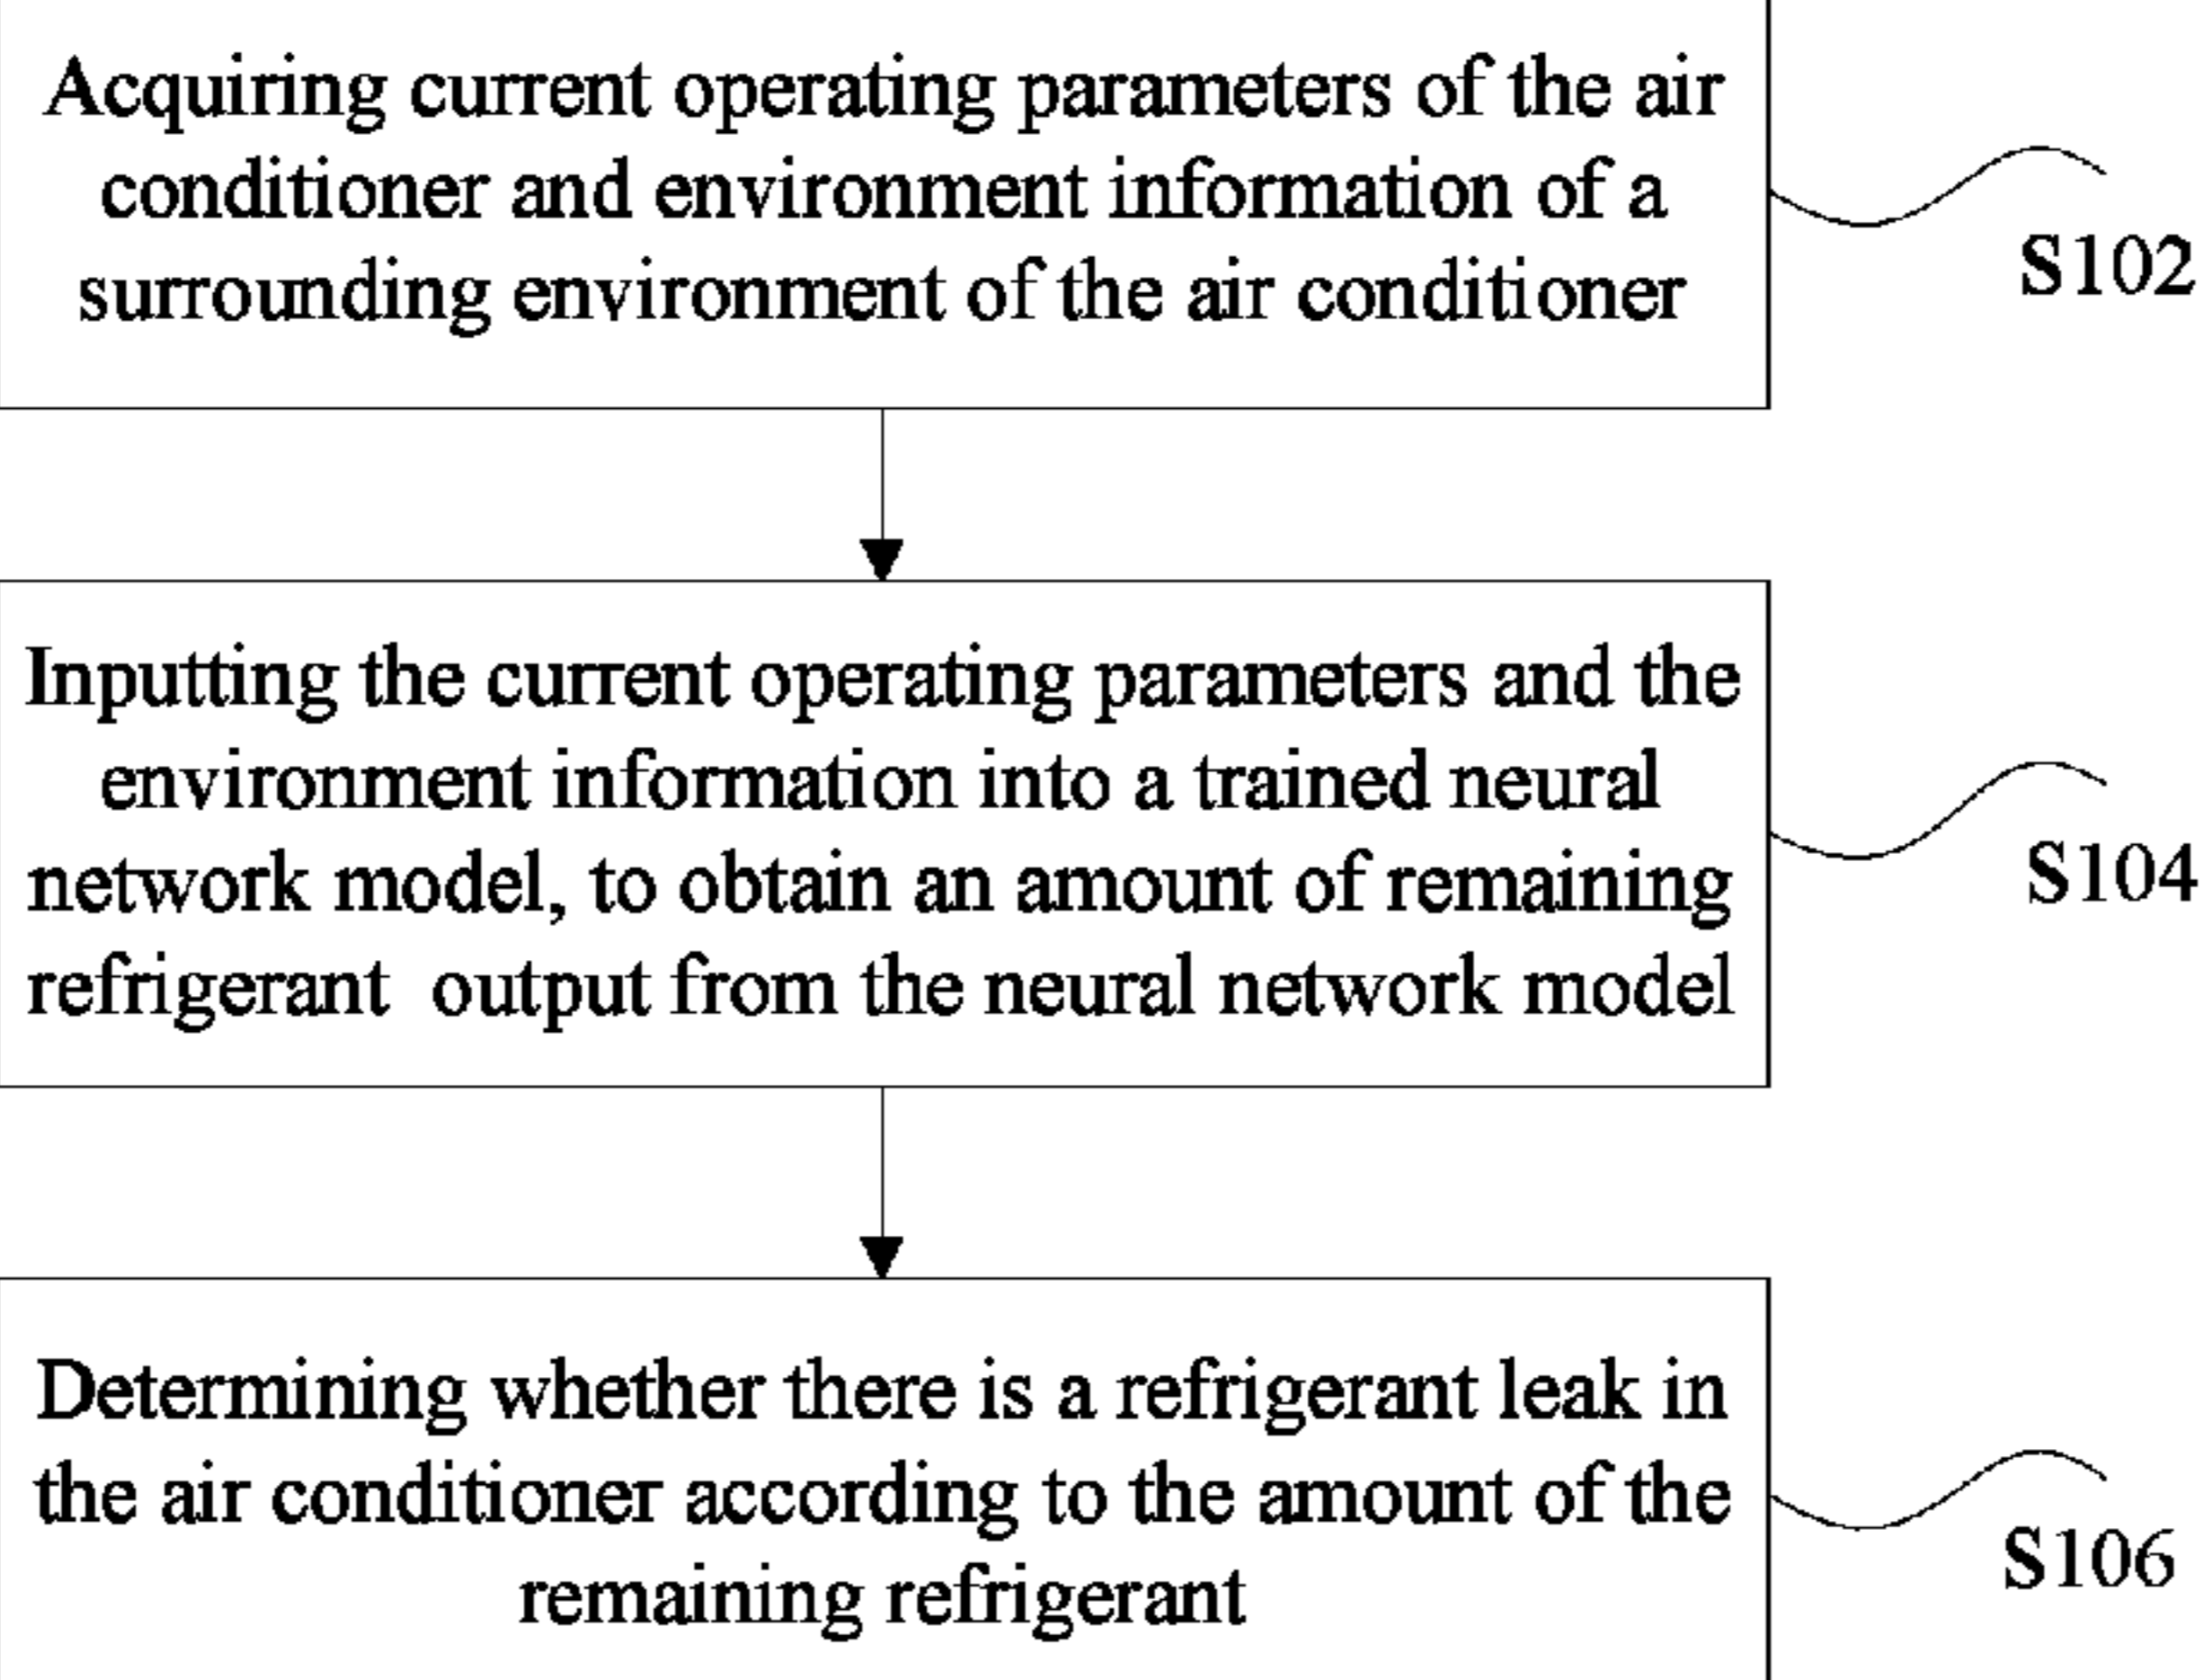 Acquiring current operating parameters of the air
conditioner and environment information of a
surrounding environment of the air conditioner
S102
Inputting the current operating parameters and the
environment information into a trained neural
network model, to obtain an amount of remaining
refrigerant output from the neural network model
S104
Determining whether there is a refrigerant leak in
the air conditioner according to the amount of the
remaining refrigerant
S106